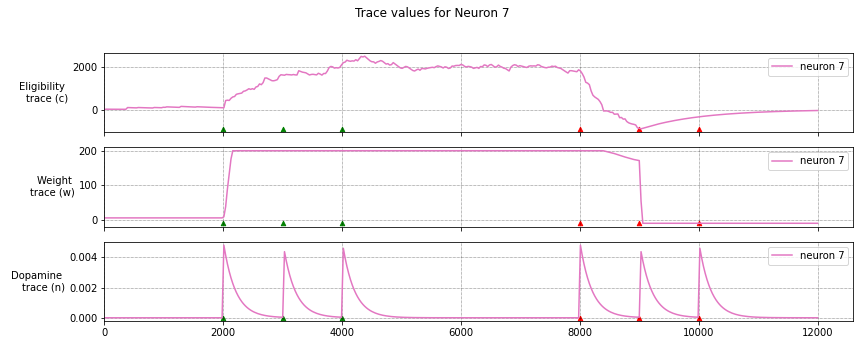 Trace values for Neuron 7
Eligibility
trace (c)
2000
0
neuron 7
Weight
trace (w)
200
100
0
neuron 7
Dopamine
trace (n)
0.004
0.002
0.000
neuron 7
0 2000 4000 6000 8000 10000 12000